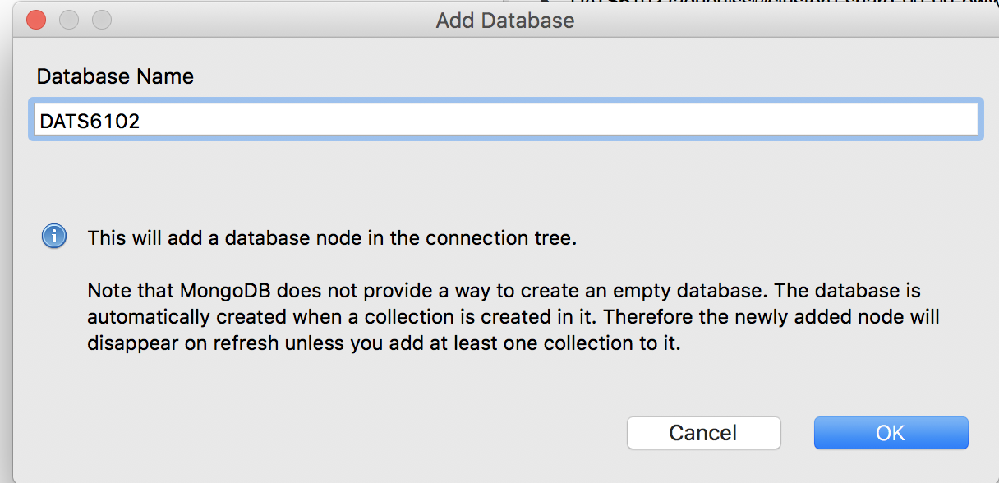 Add Database
Database Name
DATS6102
This will add a database node in the connection tree.
Note that MongoDB does not provide a way to create an empty database. The database is
automatically created when a collection is created in it. Therefore the newly added node will
disappear on refresh unless you add at least one collection to it.
Cancel
OK